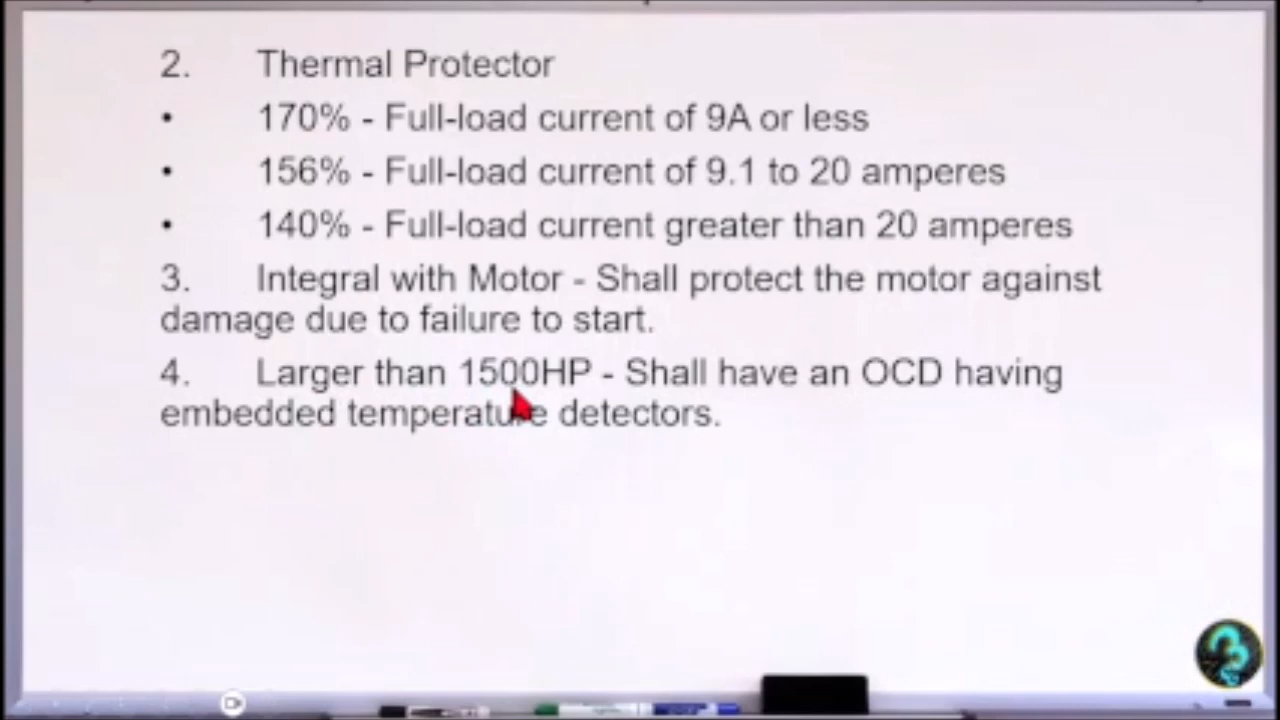 2. Thermal Protector
• 170% - Full-load current of 9A or less
• 156% - Full-load current of 9.1 to 20 amperes
• 140% - Full-load current greater than 20 amperes
3. Integral with Motor - Shall protect the motor against
damage due to failure to start.
4. Larger than 1500HP - Shall have an OCD having
embedded temperature detectors.